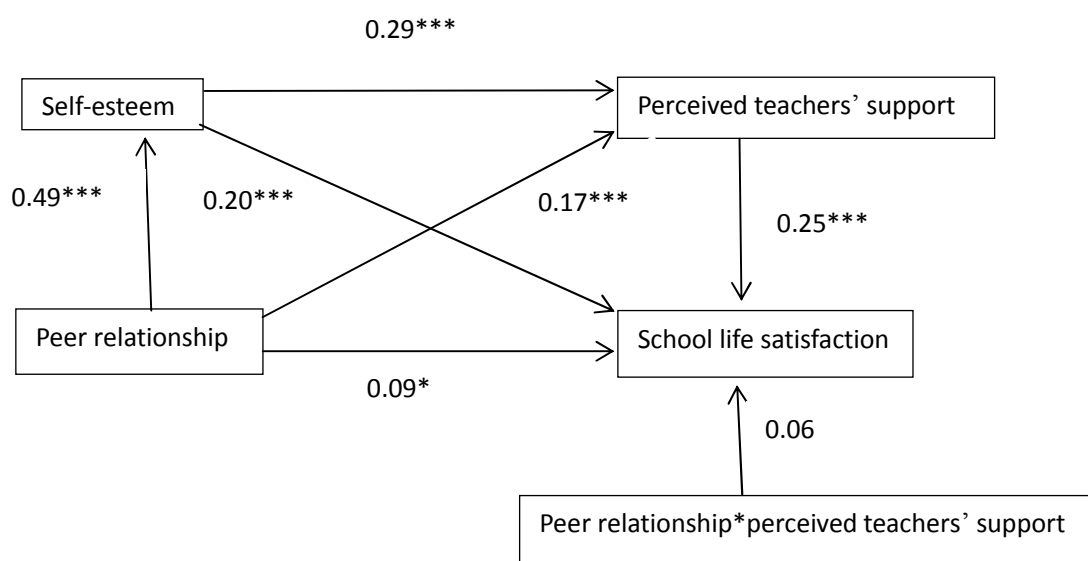 0.29***
Self-esteem
Perceived teachers’ support
0.49***
0.20***
0.17***
0.25***
Peer relationship
School life satisfaction
0.09*
0.06
Peer relationship*perceived teachers’ support